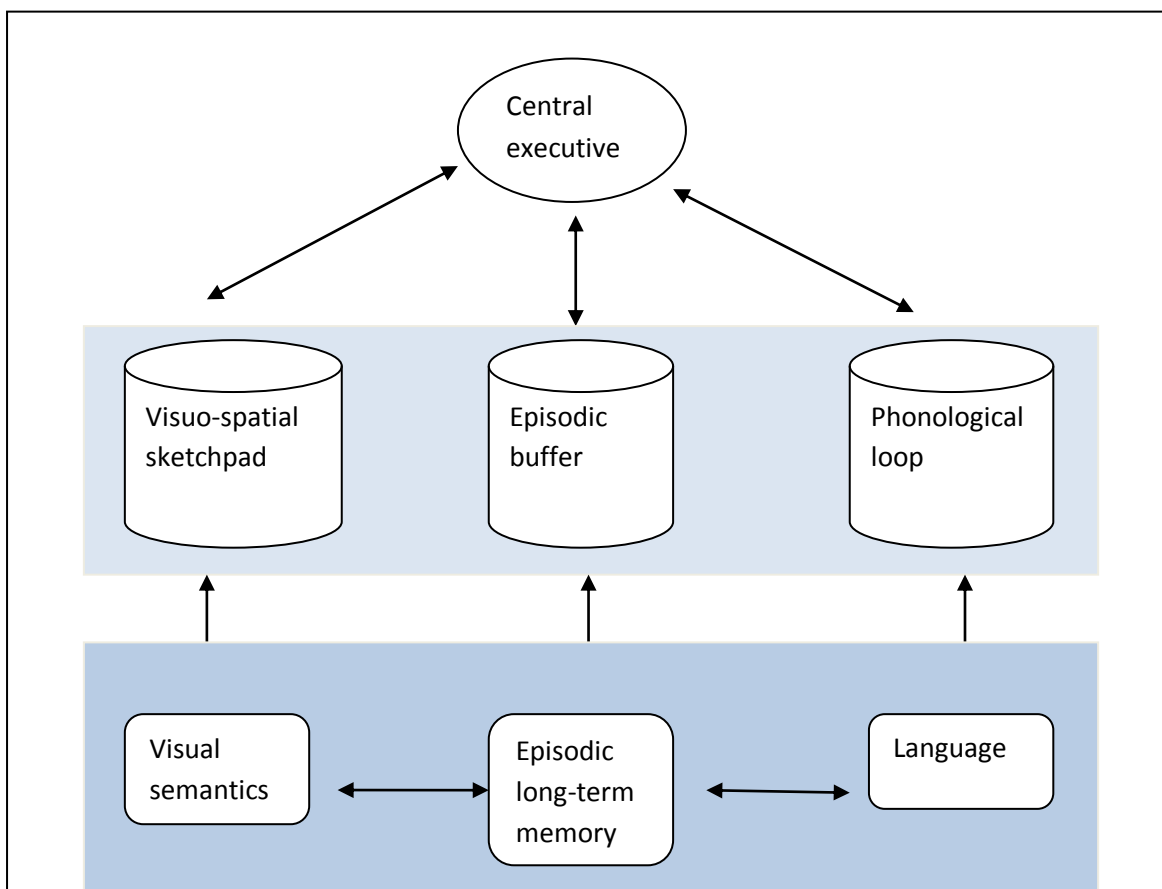 Central
executive
Visuo-spatial
sketchpad
Episodic
buffer
Phonological
loop
Visual
semantics
Episodic
long-term
memory
Language